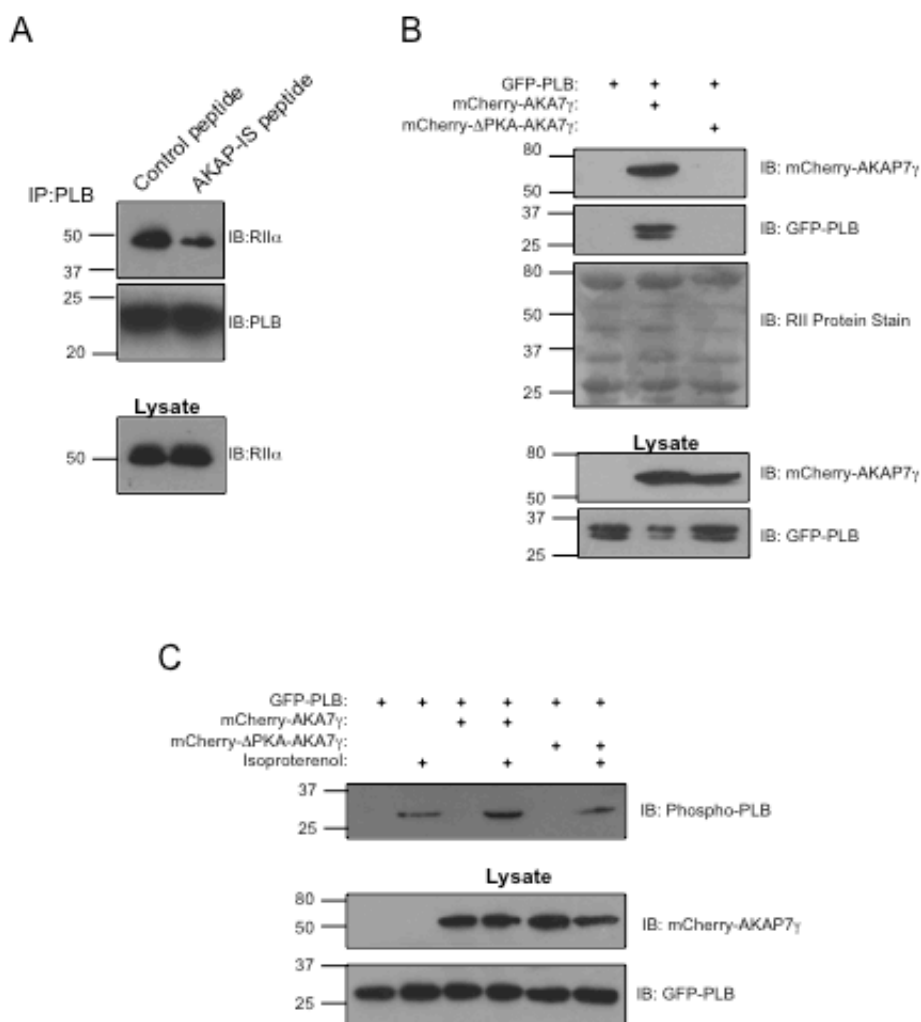 A
Control peptide
AKAP-IS peptide
IP:PLB
50
37
IB:RIIα
25
20
IB:PLB
Lysate
50
IB:RIIα
B
GFP-PLB: + + +
mCherry-AKA7γ: +
mCherry-ΔPKA-AKA7γ: +
80
50
IB: mCherry-AKAP7γ
37
25
IB: GFP-PLB
80
50
37
25
IB: RII Protein Stain
Lysate
80
50
IB: mCherry-AKAP7γ
37
25
IB: GFP-PLB
C
GFP-PLB: + + + + + +
mCherry-AKA7γ: + +
mCherry-ΔPKA-AKA7γ: + +
Isoproterenol: + + +
37
25
IB: Phospho-PLB
Lysate
80
50
IB: mCherry-AKAP7γ
37
25
IB: GFP-PLB